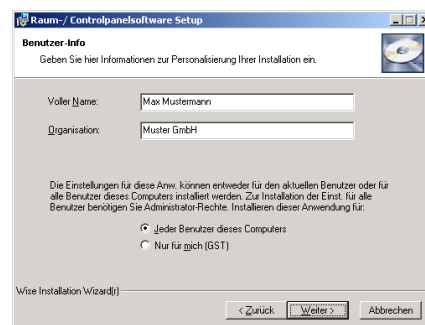 Raum-/ Controlpanelsoftware Setup
Benutzer-Info
Geben Sie hier Informationen zur Personalisierung Ihrer Installation ein.
Voller Name:
Max Mustermann
Organisation:
Muster GmbH
Die Einstellungen für diese Anw. können entweder für den aktuellen Benutzer oder für
alle Benutzer dieses Computers installiert werden. Zur Installation der Einst. für alle
Benutzer benötigen Sie Administrator-Rechte. Installieren dieser Anwendung für:
Jeder Benutzer dieses Computers
Nur für mich (GST)
Wise Installation Wizard(r)
< Zurück
Weiter >
Abbrechen